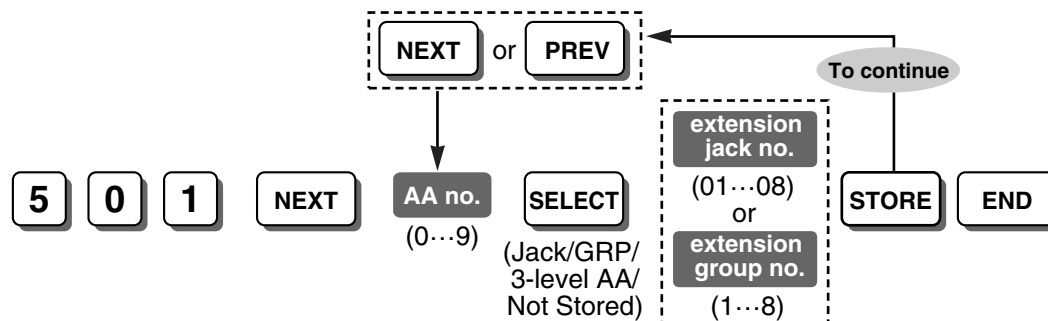 NEXT or PREV
To continue
extension
jack no.
(01···08)
or
extension
group no.
(1···8)
5 0 1 NEXT AA no. SELECT STORE END
(0···9)
(Jack/GRP/
3-level AA/
Not Stored)